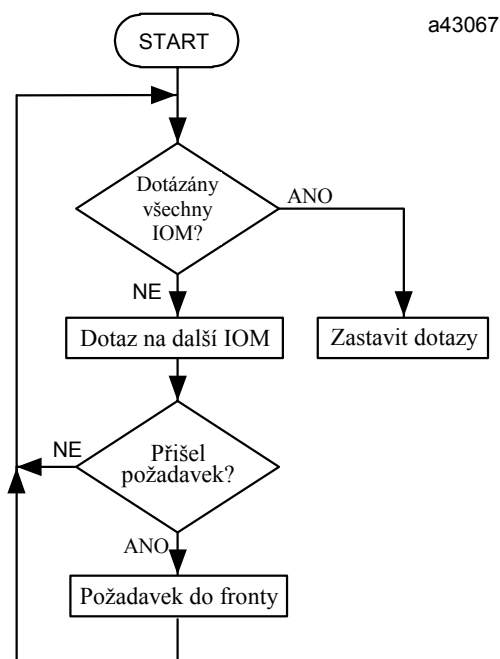 a43067
START
Dotázány
všechny
IOM?
ANO
NE
Dotaz na další IOM
Zastavit dotazy
NE
Přišel
požadavek?
ANO
Požadavek do fronty